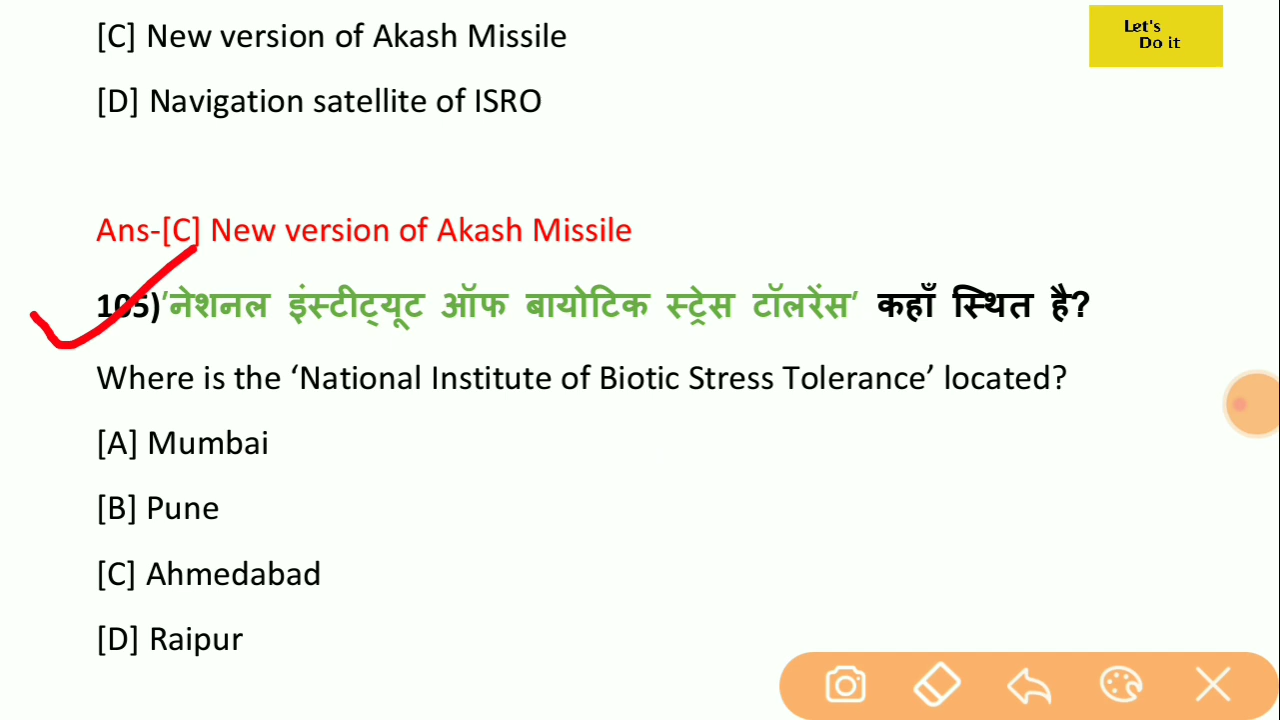 [C] New version of Akash Missile
Let's
Do it
[D] Navigation satellite of ISRO
Ans-[C] New version of Akash Missile
105)'नेशनल इंस्टीट्यूट ऑफ बायोटिक स्ट्रेस टॉलरेंस' कहाँ स्थित है?
Where is the ‘National Institute of Biotic Stress Tolerance’ located?
[A] Mumbai
[B] Pune
[C] Ahmedabad
[D] Raipur